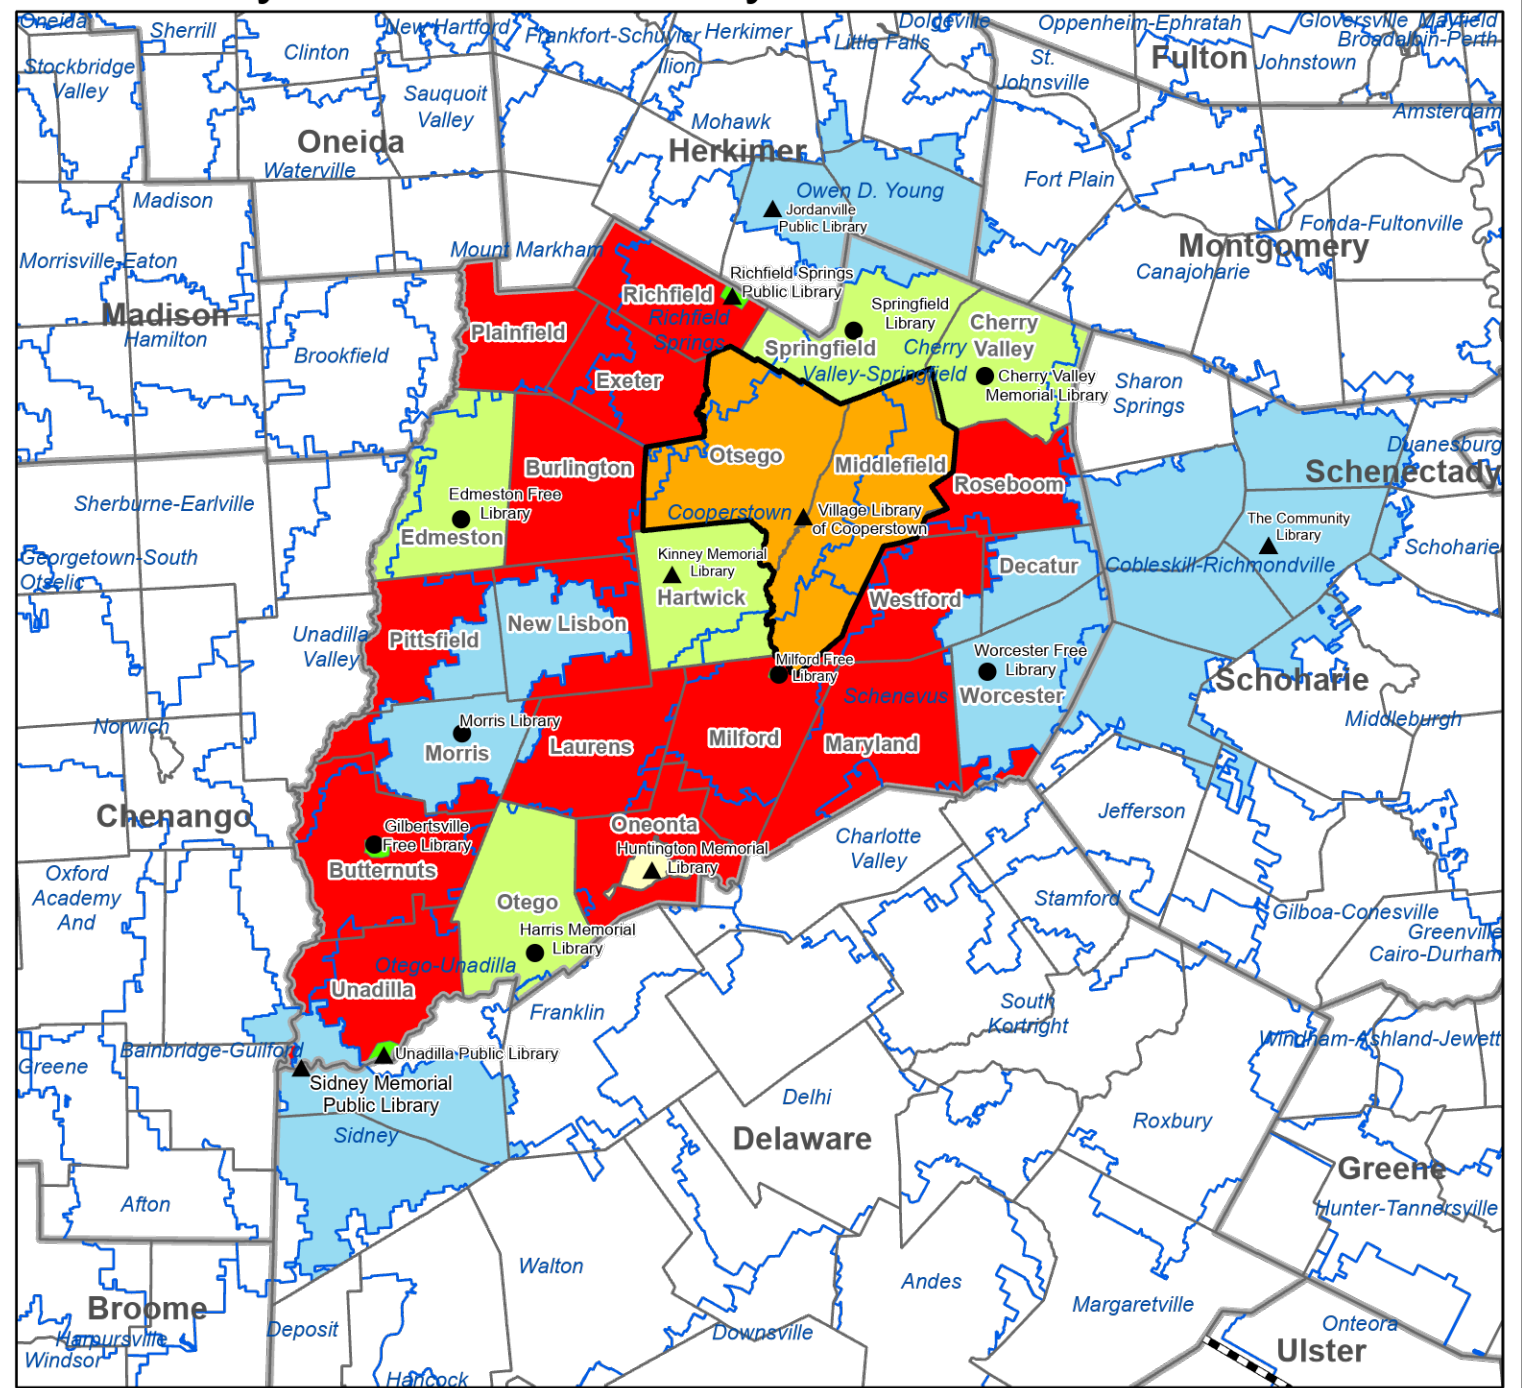 Oneida
Sherrill
New Hartford
Frankfort-Schuyler
Herkimer
Dolgeville
Oppenheim-Ephratah
Gloversville
Mayfield
Clinton
Little Falls
Fulton
Broadalbin-Perth
Stockbridge
Valley
Ilion
St.
Johnsville
Johnstown
Sauquoit
Valley
Mohawk
Amsterdam
Oneida
Herkimer
Waterville
Owen D. Young
Fort Plain
Madison
Jordanville
Public Library
Fonda-Fultonville
Mount Markham
Montgomery
Morrisville-Eaton
Canajoharie
Richfield Springs
Public Library
Richfield
Springfield
Library
Madison
Richfield
Springs
Cherry
Valley
Plainfield
Hamilton
Springfield
Cherry
Valley-Springfield
Brookfield
Exeter
Cherry Valley
Memorial Library
Sharon
Springs
Otsego
Burlington
Middlefield
Duanesburg
Schenectady
Roseboom
Edmeston Free
Library
Sherburne-Earlville
Cooperstown
Village Library
of Cooperstown
The Community
Library
Edmeston
Kinney Memorial
Library
Georgetown-South
Otselic
Decatur
Cobleskill-Richmondville
Schoharie
Hartwick
Westford
New Lisbon
Pittsfield
Unadilla
Valley
Milford Free
Library
Worcester Free
Library
Schoharie
Schenevus
Worcester
Norwich
Morris Library
Middleburgh
Morris
Laurens
Milford
Maryland
Chenango
Gilbertsville
Free Library
Oneonta
Charlotte
Valley
Jefferson
Huntington Memorial
Library
Butternuts
Oxford
Academy
And
Otego
Stamford
Gilboa-Conesville
Harris Memorial
Library
Greenville
Cairo-Durham
Otego-Unadilla
Unadilla
Franklin
South
Kortright
Bainbridge-Guilford
Unadilla Public Library
Windham-Ashland-Jewett
Greene
Sidney Memorial
Public Library
Delhi
Sidney
Delaware
Roxbury
Greene
Afton
Hunter-Tannersville
Walton
Andes
Broome
Margaretville
Harpursville
Deposit
Downsville
Onteora
Windsor
Ulster
Hancock